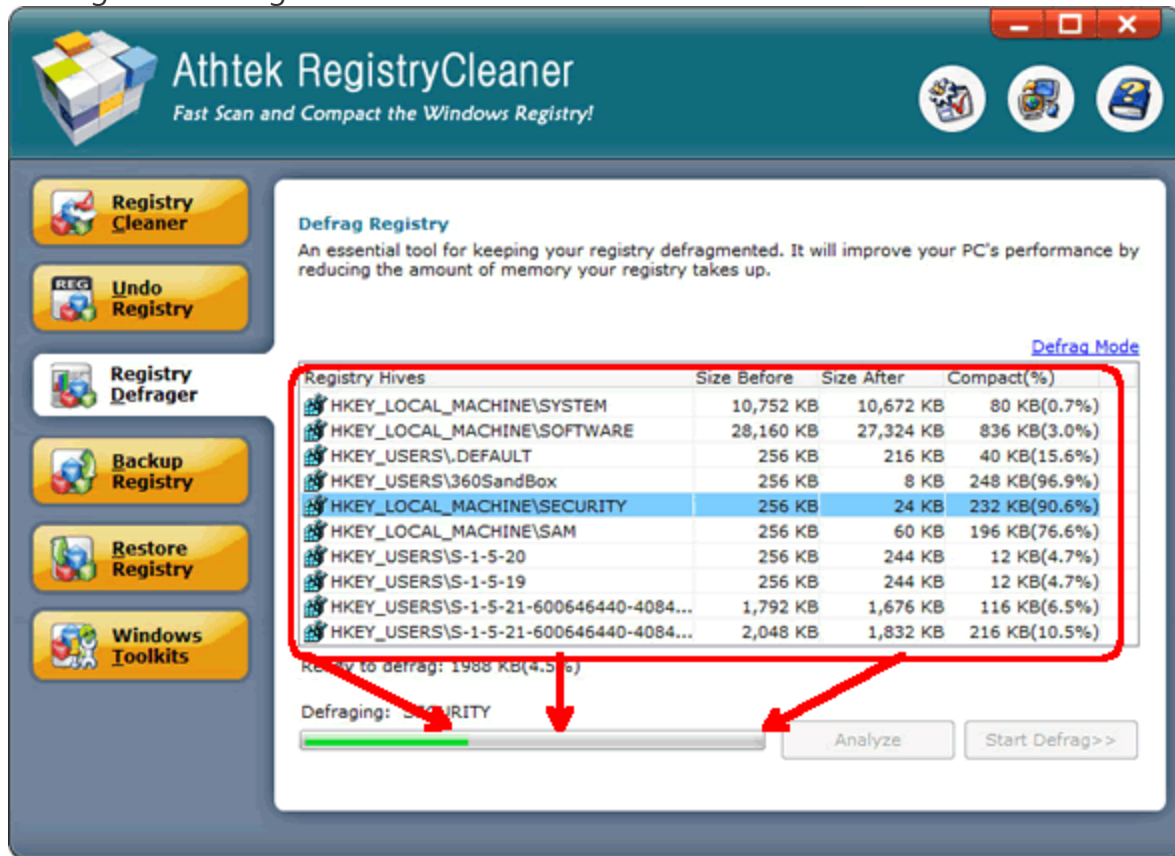 Athtek RegistryCleaner
Fast Scan and Compact the Windows Registry!
Registry
Cleaner
REG
Undo
Registry
Registry
Defrager
Backup
Registry
Restore
Registry
Windows
Toolkits
Defrag Registry
An essential tool for keeping your registry defragmented. It will improve your PC's performance by
reducing the amount of memory your registry takes up.
Defrag Mode
Registry Hives Size Before Size After Compact(%)
HKEY_LOCAL_MACHINE\SYSTEM 10,752 KB 10,672 KB 80 KB(0.7%)
HKEY_LOCAL_MACHINE\SOFTWARE 28,160 KB 27,324 KB 836 KB(3.0%)
HKEY_USERS\.DEFAULT 256 KB 216 KB 40 KB(15.6%)
HKEY_USERS\360SandBox 256 KB 8 KB 248 KB(96.9%)
HKEY_LOCAL_MACHINE\SECURITY 256 KB 24 KB 232 KB(90.6%)
HKEY_LOCAL_MACHINE\SAM 256 KB 60 KB 196 KB(76.6%)
HKEY_USERS\S-1-5-20 256 KB 244 KB 12 KB(4.7%)
HKEY_USERS\S-1-5-19 256 KB 244 KB 12 KB(4.7%)
HKEY_USERS\S-1-5-21-600646440-4084... 1,792 KB 1,676 KB 116 KB(6.5%)
HKEY_USERS\S-1-5-21-600646440-4084... 2,048 KB 1,832 KB 216 KB(10.5%)
Ready to defrag: 1988 KB(4.5%)
Defraging: SECURITY
Analyze Start Defrag>>